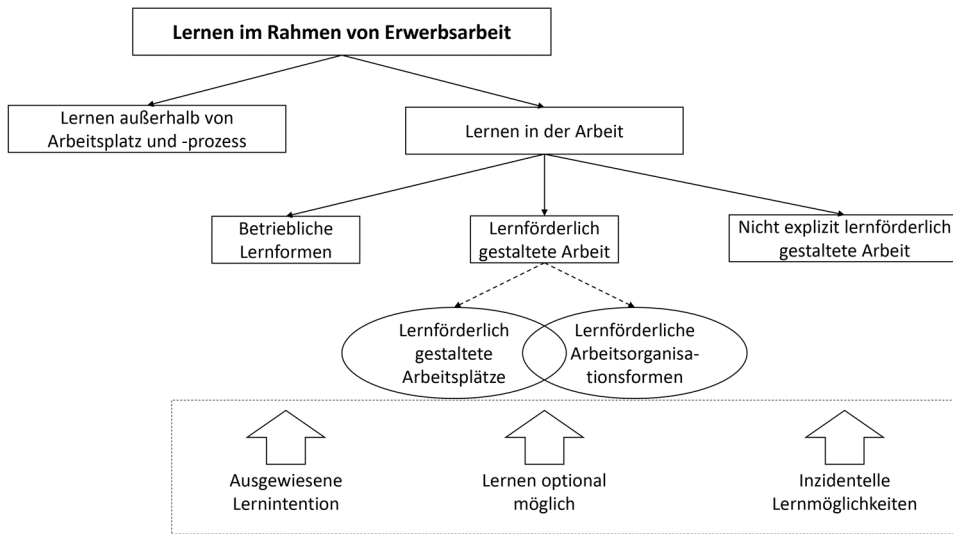 Lernen im Rahmen von Erwerbsarbeit
Lernen außerhalb von
Arbeitsplatz und -prozess
Lernen in der Arbeit
Betriebliche
Lernformen
Lernförderlich
gestaltete Arbeit
Nicht explizit lernförderlich
gestaltete Arbeit
Lernförderlich
gestaltete
Arbeitsplätze
Lernförderliche
Arbeitsorganisa-
tionsformen
Ausgewiesene
Lernintention
Lernen optional
möglich
Inzidentelle
Lernmöglichkeiten